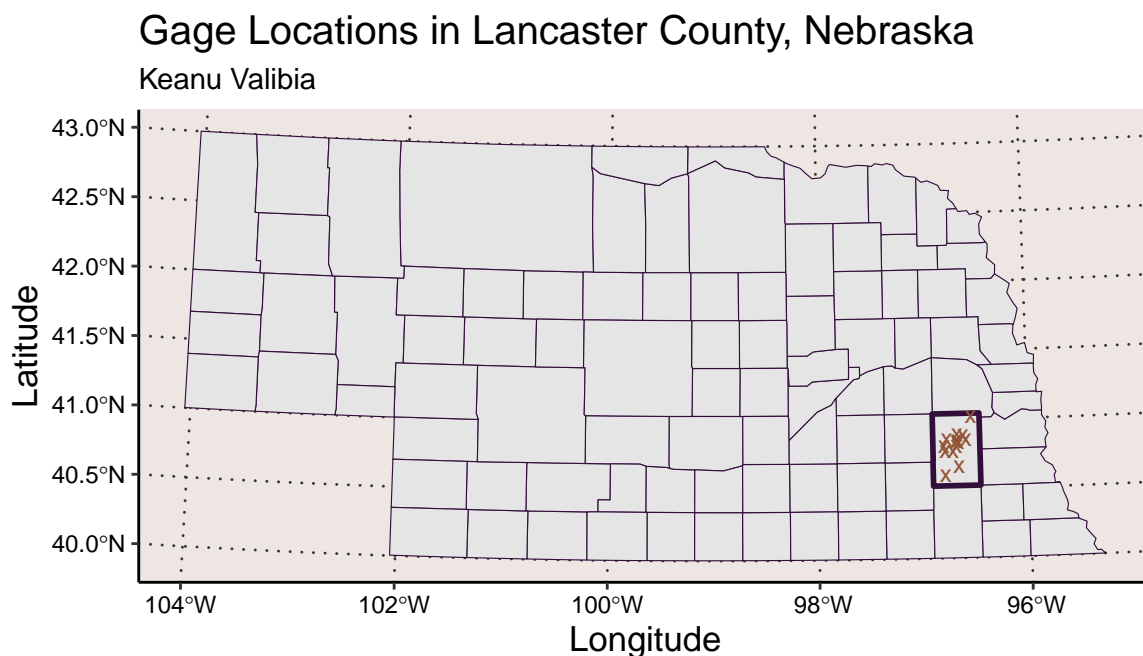 Gage Locations in Lancaster County, Nebraska
Keanu Valibia
43.0°N
42.5°N
42.0°N
41.5°N
41.0°N
40.5°N
40.0°N
Latitude
104°W 102°W 100°W 98°W 96°W
Longitude